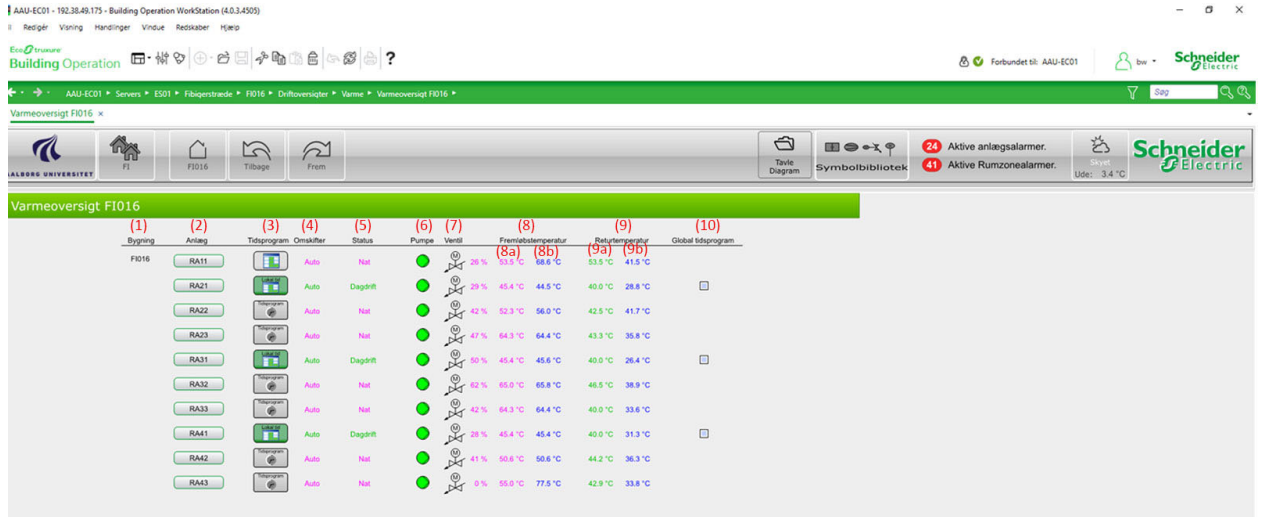 AAU-EC01 - 192.38.49.175 - Building Operation WorkStation (4.0.3.4505)
Redigér Visning Handlinger Vindue Redskaber Hjælp
EcoStruxure
Building Operation
Forbundet til: AAU-EC01
bw
Schneider Electric
AAU-EC01 Servers ES01 Fibigerstræde FI016 Driftoversigter Varme Varmeoversigt FI016
Søg
Varmeoversigt FI016 ×
AALBORG UNIVERSITET
FI
FI016
Tilbage
Frem
Tavle Diagram
Symbolbibliotek
24 Aktive anlægsalarmer.
41 Aktive Rumzonealarmer.
Skyet
Ude: 3.4 °C
Schneider Electric
Varmeoversigt FI016
(1) (2) (3) (4) (5) (6) (7) (8) (9) (10)
Bygning Anlæg Tidsprogram Omskifter Status Pumpe Ventil Fremløbstemperatur Returtemperatur Global tidsprogram
(8a) (8b) (9a) (9b)
FI016 RA11 Auto Nat M 26 % 53.5 °C 68.6 °C 53.5 °C 41.5 °C
RA21 Auto Dagdrift M 29 % 45.4 °C 44.5 °C 40.0 °C 28.8 °C
RA22 Tidsprogram Auto Nat M 42 % 52.3 °C 56.0 °C 42.5 °C 41.7 °C
RA23 Tidsprogram Auto Nat M 47 % 64.3 °C 64.4 °C 43.3 °C 35.8 °C
RA31 Auto Dagdrift M 50 % 45.4 °C 45.6 °C 40.0 °C 26.4 °C
RA32 Tidsprogram Auto Nat M 62 % 65.0 °C 65.8 °C 46.5 °C 38.9 °C
RA33 Tidsprogram Auto Nat M 42 % 64.3 °C 64.4 °C 40.0 °C 33.6 °C
RA41 Auto Dagdrift M 28 % 45.4 °C 45.4 °C 40.0 °C 31.3 °C
RA42 Tidsprogram Auto Nat M 41 % 50.6 °C 50.6 °C 44.2 °C 36.3 °C
RA43 Tidsprogram Auto Nat M 0 % 55.0 °C 77.5 °C 42.9 °C 33.8 °C